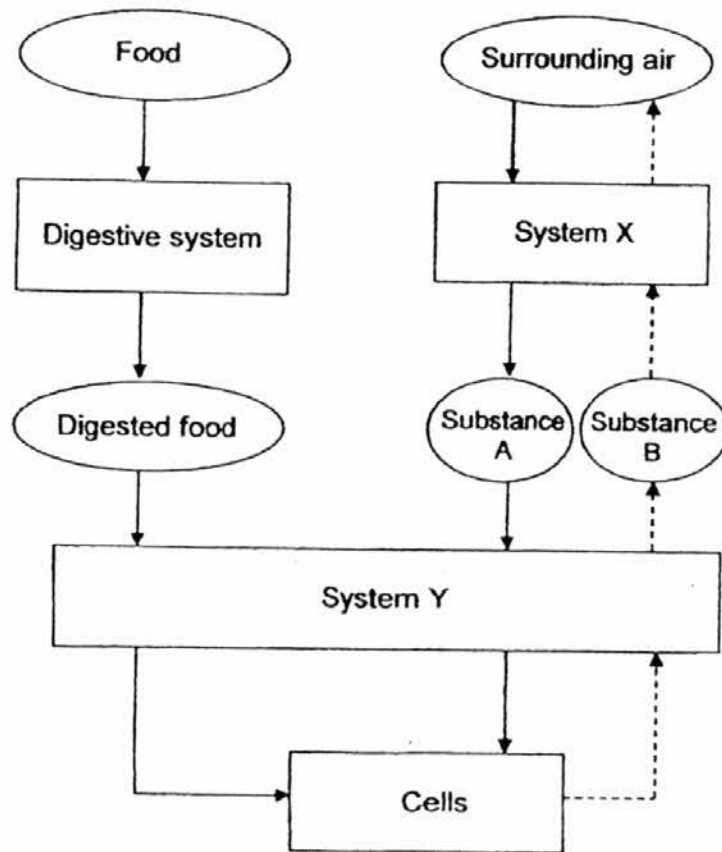 Food
Surrounding air
Digestive system
System X
Digested food
Substance
A
Substance
B
System Y
Cells